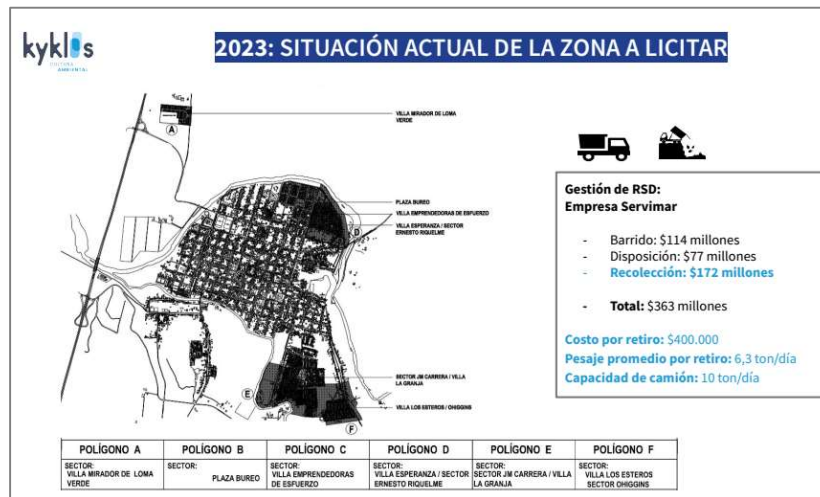 kyklos
CULTURA
AMBIENTAL
2023: SITUACIÓN ACTUAL DE LA ZONA A LICITAR
VILLA MIRADOR DE LOMA
VERDE
A
PLAZA BUREO
VILLA EMPRENDEDORAS DE ESFUERZO
VILLA ESPERANZA / SECTOR
ERNESTO RIQUELME
D
SECTOR JM CARRERA / VILLA
LA GRANJA
E
VILLA LOS ESTEROS / OHIGGINS
F
Gestión de RSD:
Empresa Servimar
- Barrido: $114 millones
- Disposición: $77 millones
- Recolección: $172 millones
- Total: $363 millones
Costo por retiro: $400.000
Pesaje promedio por retiro: 6,3 ton/día
Capacidad de camión: 10 ton/día
POLÍGONO A POLÍGONO B POLÍGONO C POLÍGONO D POLÍGONO E POLÍGONO F
SECTOR: SECTOR: SECTOR: SECTOR: SECTOR: SECTOR:
VILLA MIRADOR DE LOMA PLAZA BUREO VILLA EMPRENDEDORAS VILLA ESPERANZA / SECTOR SECTOR JM CARRERA / VILLA VILLA LOS ESTEROS
VERDE DE ESFUERZO ERNESTO RIQUELME LA GRANJA SECTOR OHIGGINS